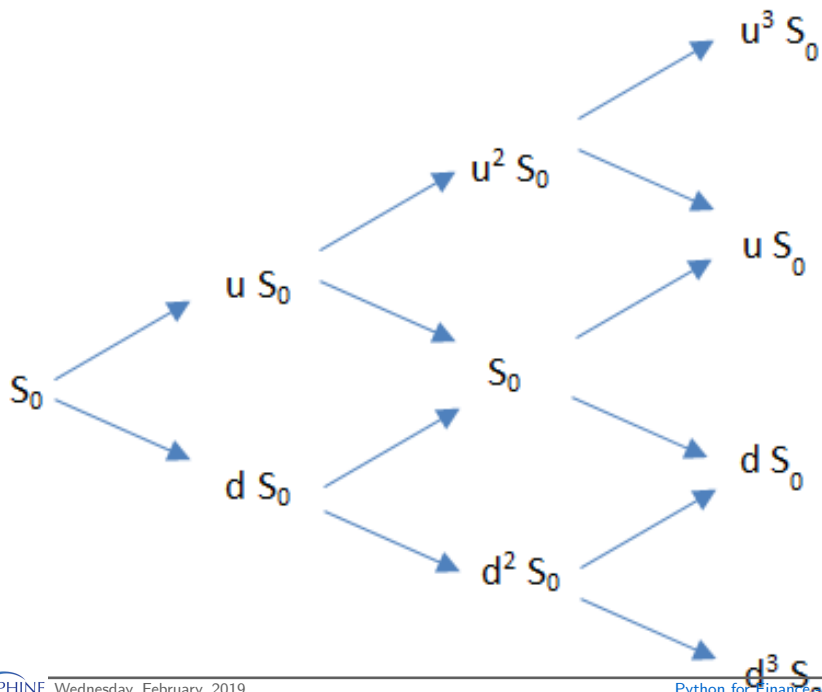 u³ S₀
u² S₀
u S₀
u S₀
S₀
S₀
d S₀
d S₀
d² S₀
d³ S
Wednesday, February, 2019
Python for Finance